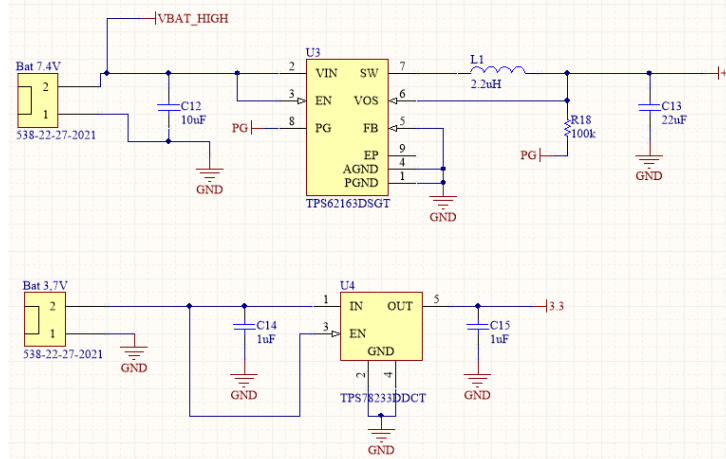 VBAT_HIGH
Bat 7.4V
2
1
538-22-27-2021
C12
10uF
GND
PG
U3
2 VIN SW 7
3 EN VOS 6
8 PG FB 5
EP 9
AGND 4
PGND 1
TPS62163DSGT
GND
L1
2.2uH
R18
100k
PG
C13
22uF
GND
+
Bat 3,7V
2
1
538-22-27-2021
GND
C14
1uF
GND
U4
1 IN OUT 5
3 EN
GND
2 4
TPS78233DDCT
GND
C15
1uF
GND
3.3